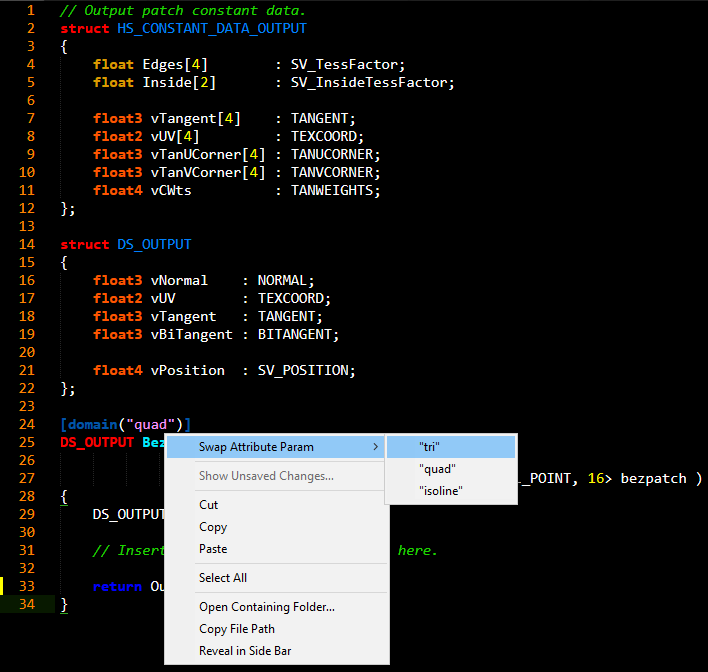 1 // Output patch constant data.
2 struct HS_CONSTANT_DATA_OUTPUT
3 {
4 float Edges[4] : SV_TessFactor;
5 float Inside[2] : SV_InsideTessFactor;
6
7 float3 vTangent[4] : TANGENT;
8 float2 vUV[4] : TEXCOORD;
9 float3 vTanUCorner[4] : TANUCORNER;
10 float3 vTanVCorner[4] : TANVCORNER;
11 float4 vCWts : TANWEIGHTS;
12 };
13
14 struct DS_OUTPUT
15 {
16 float3 vNormal : NORMAL;
17 float2 vUV : TEXCOORD;
18 float3 vTangent : TANGENT;
19 float3 vBiTangent : BITANGENT;
20
21 float4 vPosition : SV_POSITION;
22 };
23
24 [domain("quad")]
25 DS_OUTPUT Bez
26
27 _POINT, 16> bezpatch )
28 {
29 DS_OUTPUT
30
31 // Insert here.
32
33 return Ou
34 }
Swap Attribute Param >
Show Unsaved Changes...
Cut
Copy
Paste
Select All
Open Containing Folder...
Copy File Path
Reveal in Side Bar
"tri"
"quad"
"isoline"